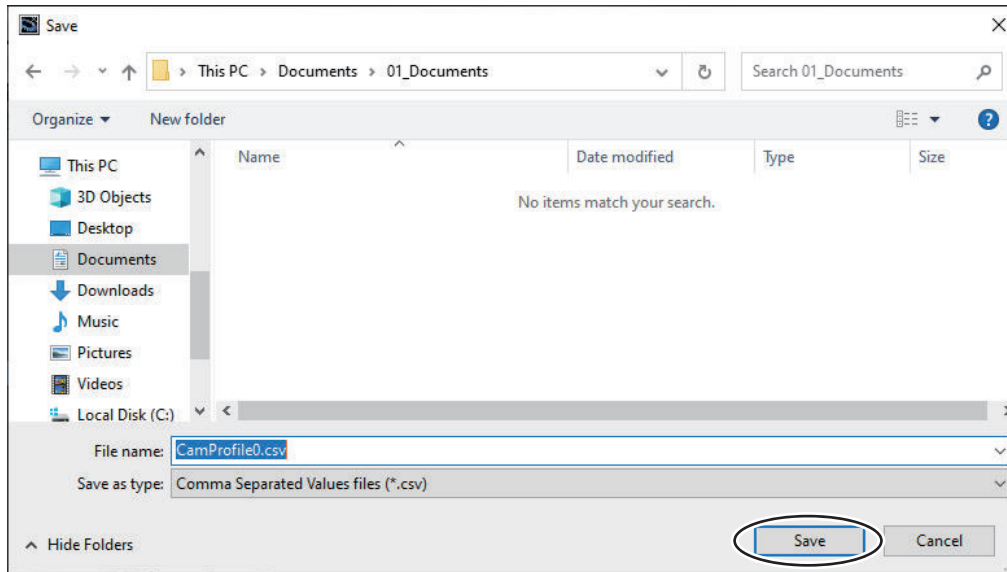 Save
This PC > Documents > 01_Documents
Search 01_Documents
Organize
New folder
Name
Date modified
Type
Size
This PC
3D Objects
Desktop
Documents
Downloads
Music
Pictures
Videos
Local Disk (C:)
No items match your search.
File name: CamProfile0.csv
Save as type: Comma Separated Values files (*.csv)
Hide Folders
Save
Cancel